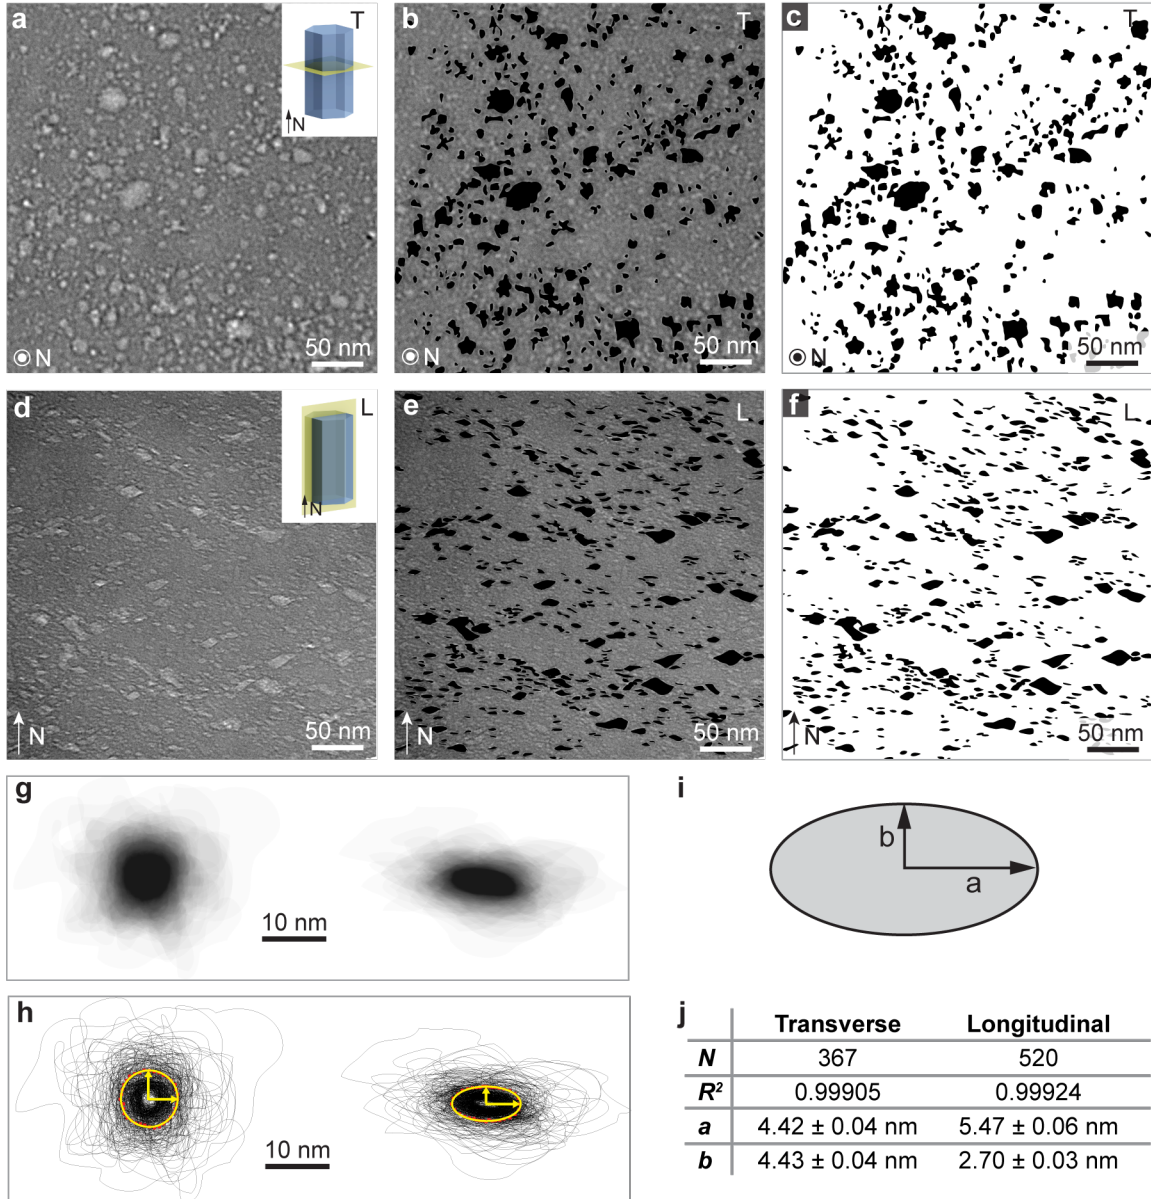 a
T
N
N
50 nm
b
N
50 nm
c
T
N
50 nm
d
L
N
N
50 nm
e
L
N
50 nm
f
L
N
50 nm
g
10 nm
h
10 nm
i
b
a
j
Transverse Longitudinal
N 367 520
R² 0.99905 0.99924
a 4.42 ± 0.04 nm 5.47 ± 0.06 nm
b 4.43 ± 0.04 nm 2.70 ± 0.03 nm